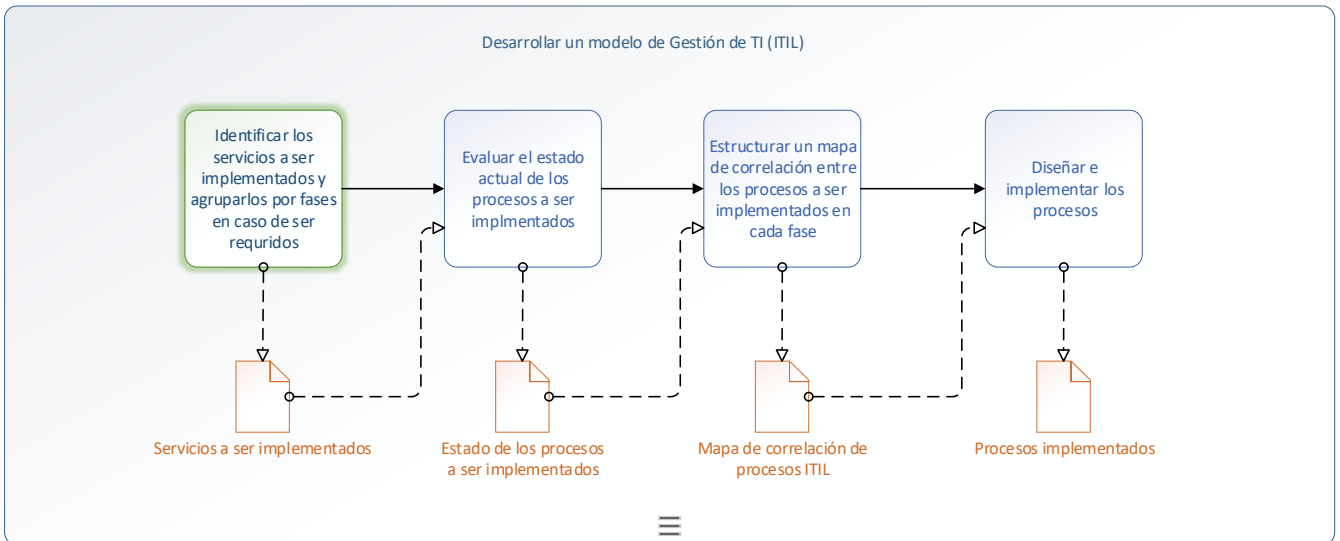 Desarrollar un modelo de Gestión de TI (ITIL)
Identificar los
servicios a ser
implementados y
agruparlos por fases
en caso de ser
requridos
Evaluar el estado
actual de los
procesos a ser
implmentados
Estructurar un mapa
de correlación entre
los procesos a ser
implementados en
cada fase
Diseñar e
implementar los
procesos
Servicios a ser implementados
Estado de los procesos
a ser implementados
Mapa de correlación de
procesos ITIL
Procesos implementados